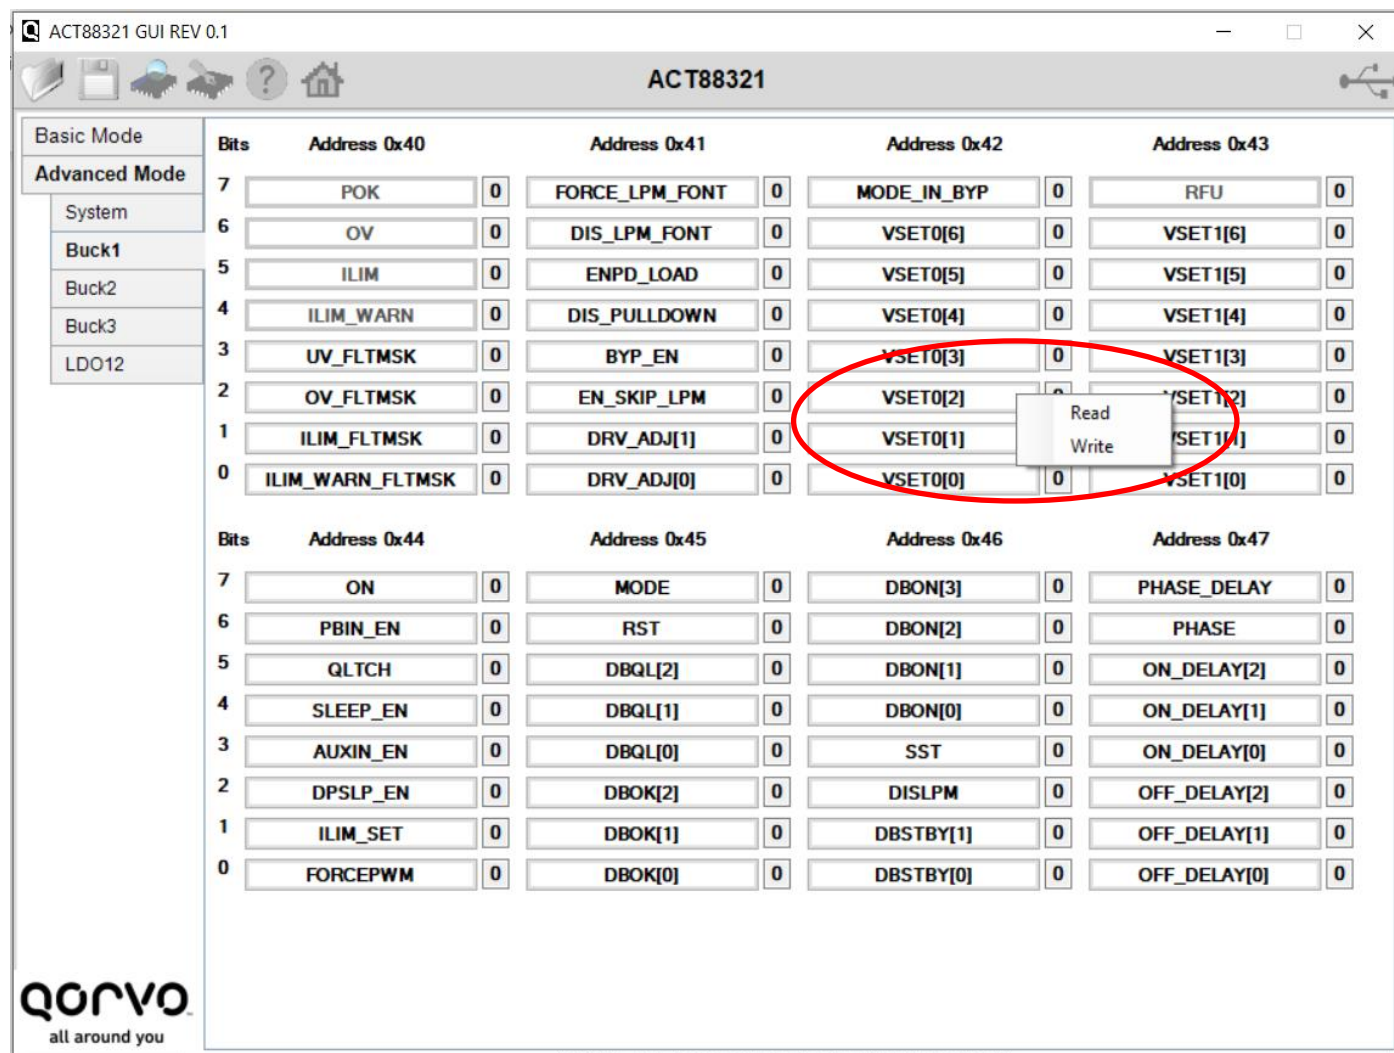 ACT88321 GUI REV 0.1
ACT88321
Basic Mode
Advanced Mode
System
Buck1
Buck2
Buck3
LDO12
Bits Address 0x40 Address 0x41 Address 0x42 Address 0x43
7 POK 0 FORCE_LPM_FONT 0 MODE_IN_BYP 0 RFU 0
6 OV 0 DIS_LPM_FONT 0 VSET0[6] 0 VSET1[6] 0
5 ILIM 0 ENPD_LOAD 0 VSET0[5] 0 VSET1[5] 0
4 ILIM_WARN 0 DIS_PULLDOWN 0 VSET0[4] 0 VSET1[4] 0
3 UV_FLTMSK 0 BYP_EN 0 VSET0[3] 0 VSET1[3] 0
2 OV_FLTMSK 0 EN_SKIP_LPM 0 VSET0[2] 0 VSET1[2] 0
Read
1 ILIM_FLTMSK 0 DRV_ADJ[1] 0 VSET0[1] VSET1[1] 0
Write
0 ILIM_WARN_FLTMSK 0 DRV_ADJ[0] 0 VSET0[0] 0 VSET1[0] 0
Bits Address 0x44 Address 0x45 Address 0x46 Address 0x47
7 ON 0 MODE 0 DBON[3] 0 PHASE_DELAY 0
6 PBIN_EN 0 RST 0 DBON[2] 0 PHASE 0
5 QLTCH 0 DBQL[2] 0 DBON[1] 0 ON_DELAY[2] 0
4 SLEEP_EN 0 DBQL[1] 0 DBON[0] 0 ON_DELAY[1] 0
3 AUXIN_EN 0 DBQL[0] 0 SST 0 ON_DELAY[0] 0
2 DPSLP_EN 0 DBOK[2] 0 DISLPM 0 OFF_DELAY[2] 0
1 ILIM_SET 0 DBOK[1] 0 DBSTBY[1] 0 OFF_DELAY[1] 0
0 FORCEPWM 0 DBOK[0] 0 DBSTBY[0] 0 OFF_DELAY[0] 0
QORVO
all around you